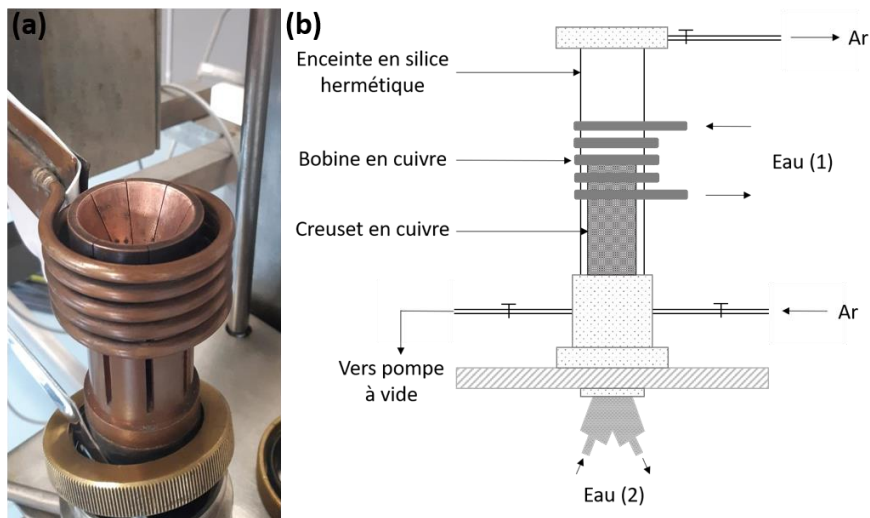 (a)
(b)
Ar
Enceinte en silice
hermétique
Bobine en cuivre
Eau (1)
Creuset en cuivre
Ar
Vers pompe
à vide
Eau (2)